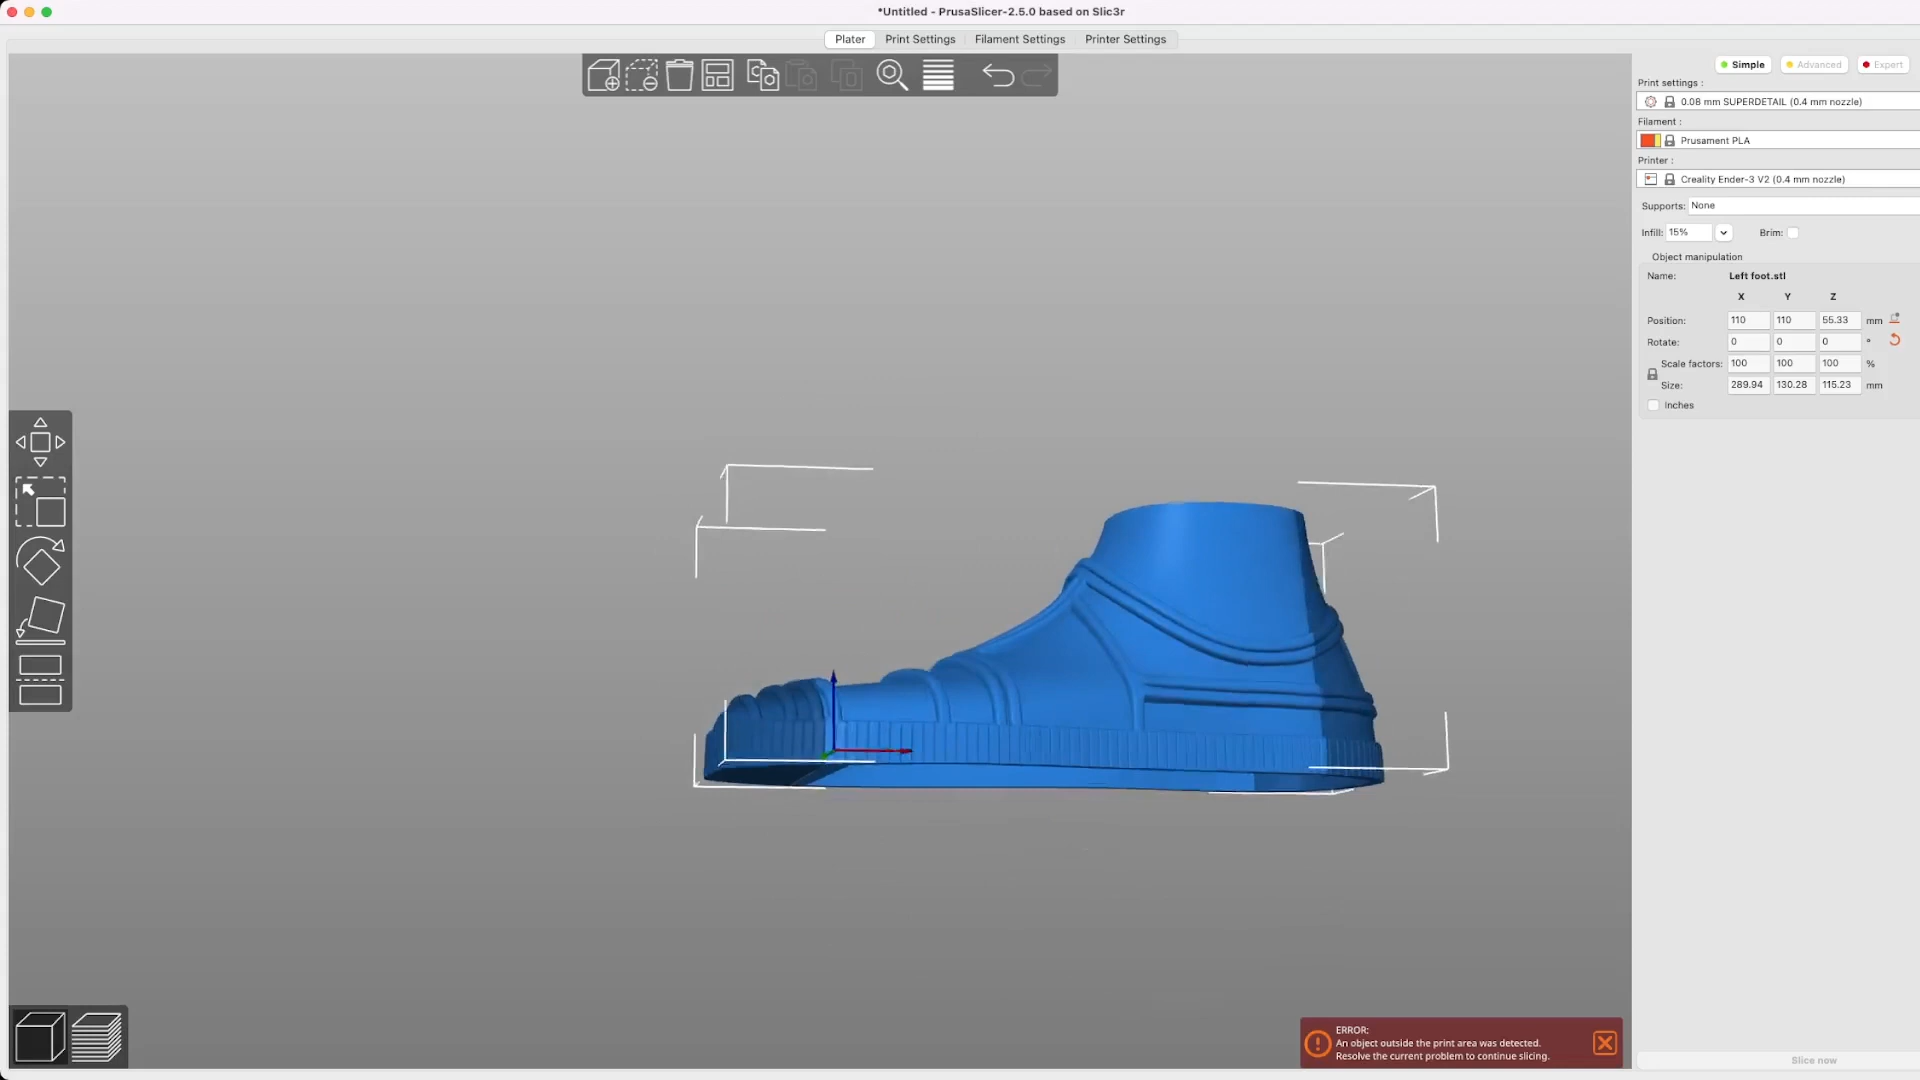 *Untitled - PrusaSlicer-2.5.0 based on Slic3r
Plater Print Settings Filament Settings Printer Settings
Simple Advanced Expert
Print settings :
0.08 mm SUPERDETAIL (0.4 mm nozzle)
Filament :
Prusament PLA
Printer :
Creality Ender-3 V2 (0.4 mm nozzle)
Supports: None
Infill: 15% Brim:
Object manipulation
Name: Left foot.stl
X Y Z
Position: 110 110 55.33 mm
Rotate: 0 0 0 °
Scale factors: 100 100 100 %
Size: 289.94 130.28 115.23 mm
Inches
ERROR:
An object outside the print area was detected.
Resolve the current problem to continue slicing.
Slice now